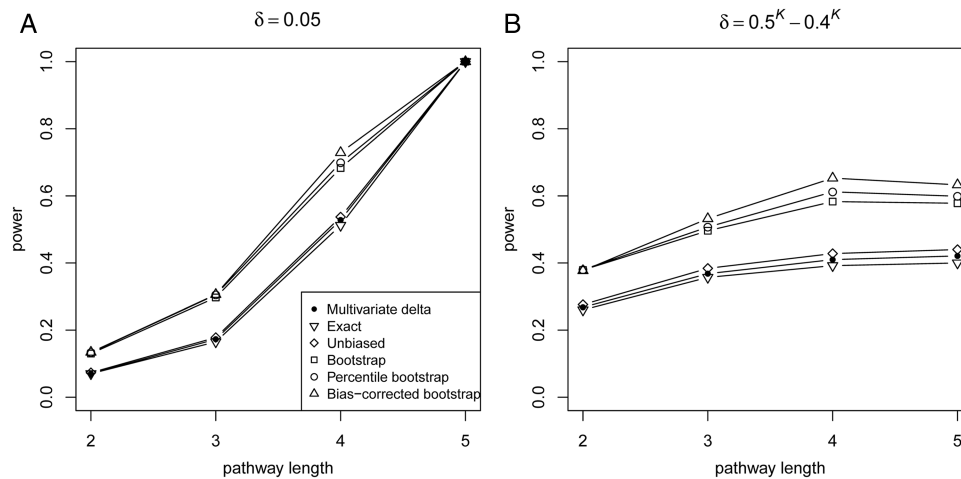 A
δ = 0.05
power
0.0
0.2
0.4
0.6
0.8
1.0
2
3
4
5
pathway length
Multivariate delta
Exact
Unbiased
Bootstrap
Percentile bootstrap
Bias−corrected bootstrap
B
δ = 0.5^K − 0.4^K
power
0.0
0.2
0.4
0.6
0.8
1.0
2
3
4
5
pathway length